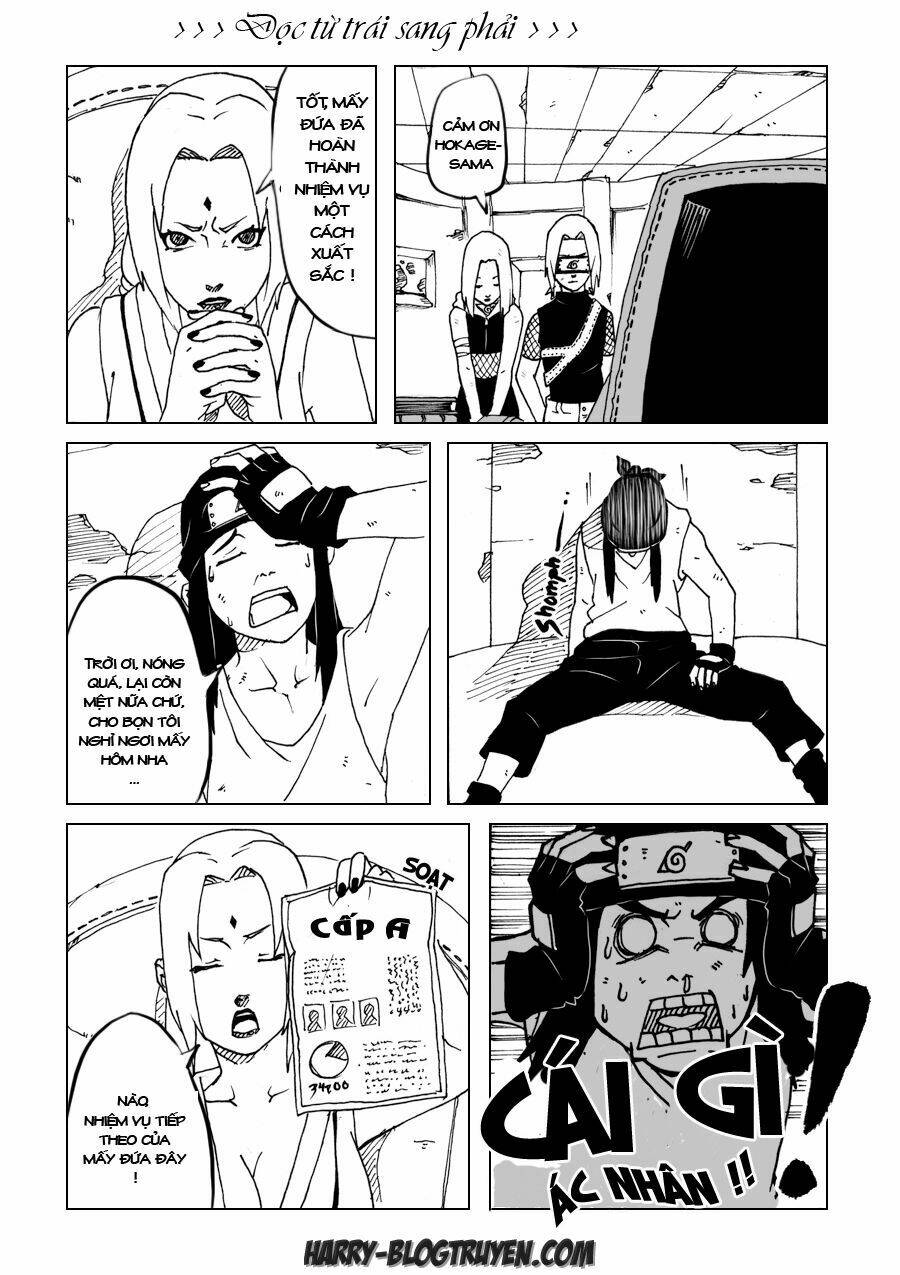 >>> Đọc từ trái sang phải >>>
TỐT, MẤY
ĐỨA ĐÃ
HOÀN
THÀNH
NHIỆM VỤ
MỘT
CÁCH
XUẤT
SẮC !
CẢM ƠN
HOKAGE-
SAMA
TRỜI ƠI, NÓNG
QUÁ, LẠI CÒN
MỆT NỮA CHỨ,
CHO BỌN TÔI
NGHỈ NGƠI MẤY
HÔM NHA
...
Shomph
SOẠT
Cấp A
34700
NÀO,
NHIỆM VỤ TIẾP
THEO CỦA
MẤY ĐỨA ĐÂY
!
CÁI GÌ!
ÁC NHÂN !!
HARRY-BLOGTRUYEN.COM